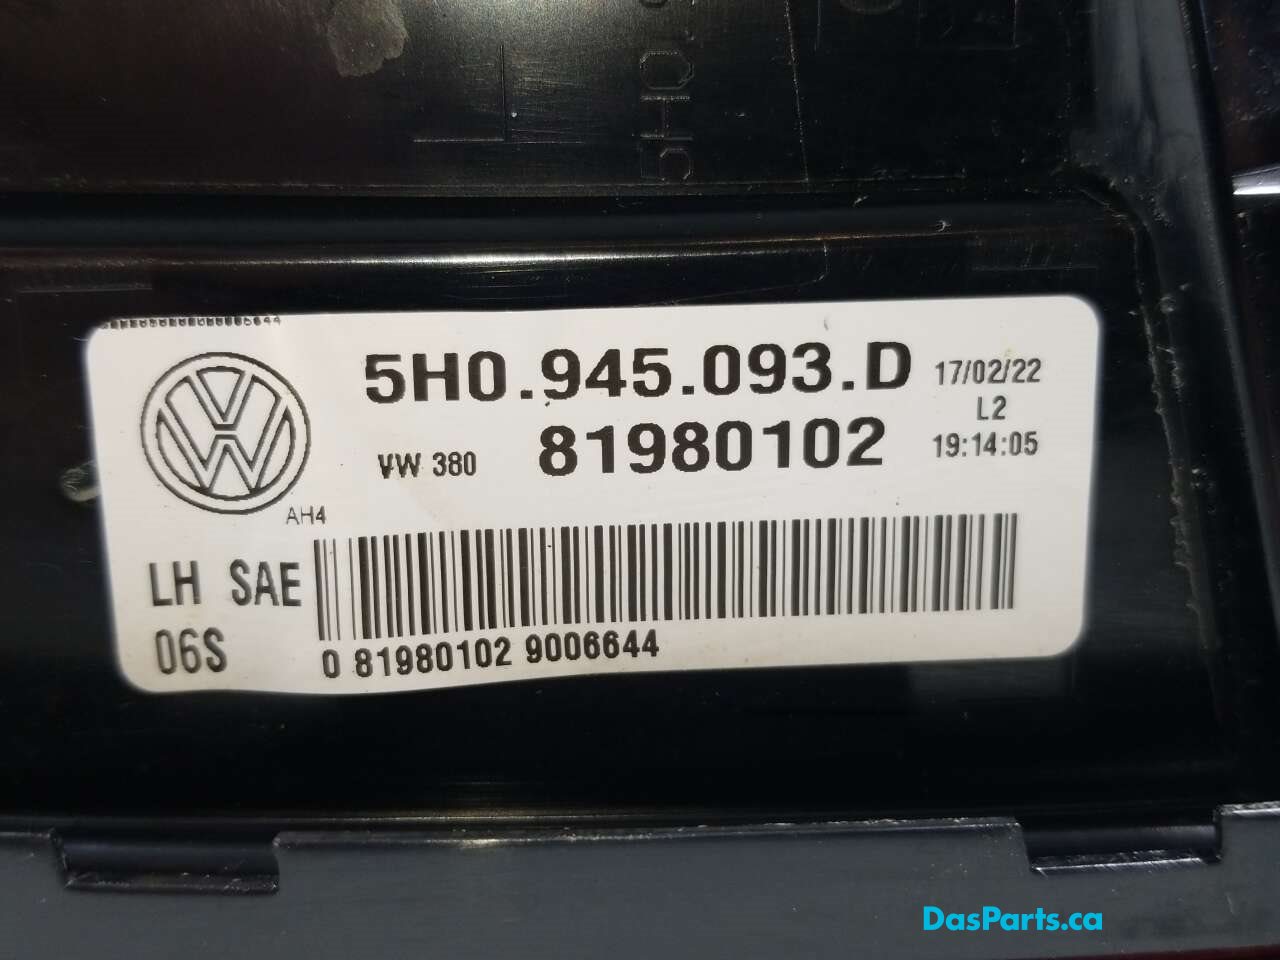 5H0.945.093.D
17/02/22
L2
VW 380
81980102
19:14:05
AH4
LH SAE
06S
0 81980102 9006644
DasParts.ca